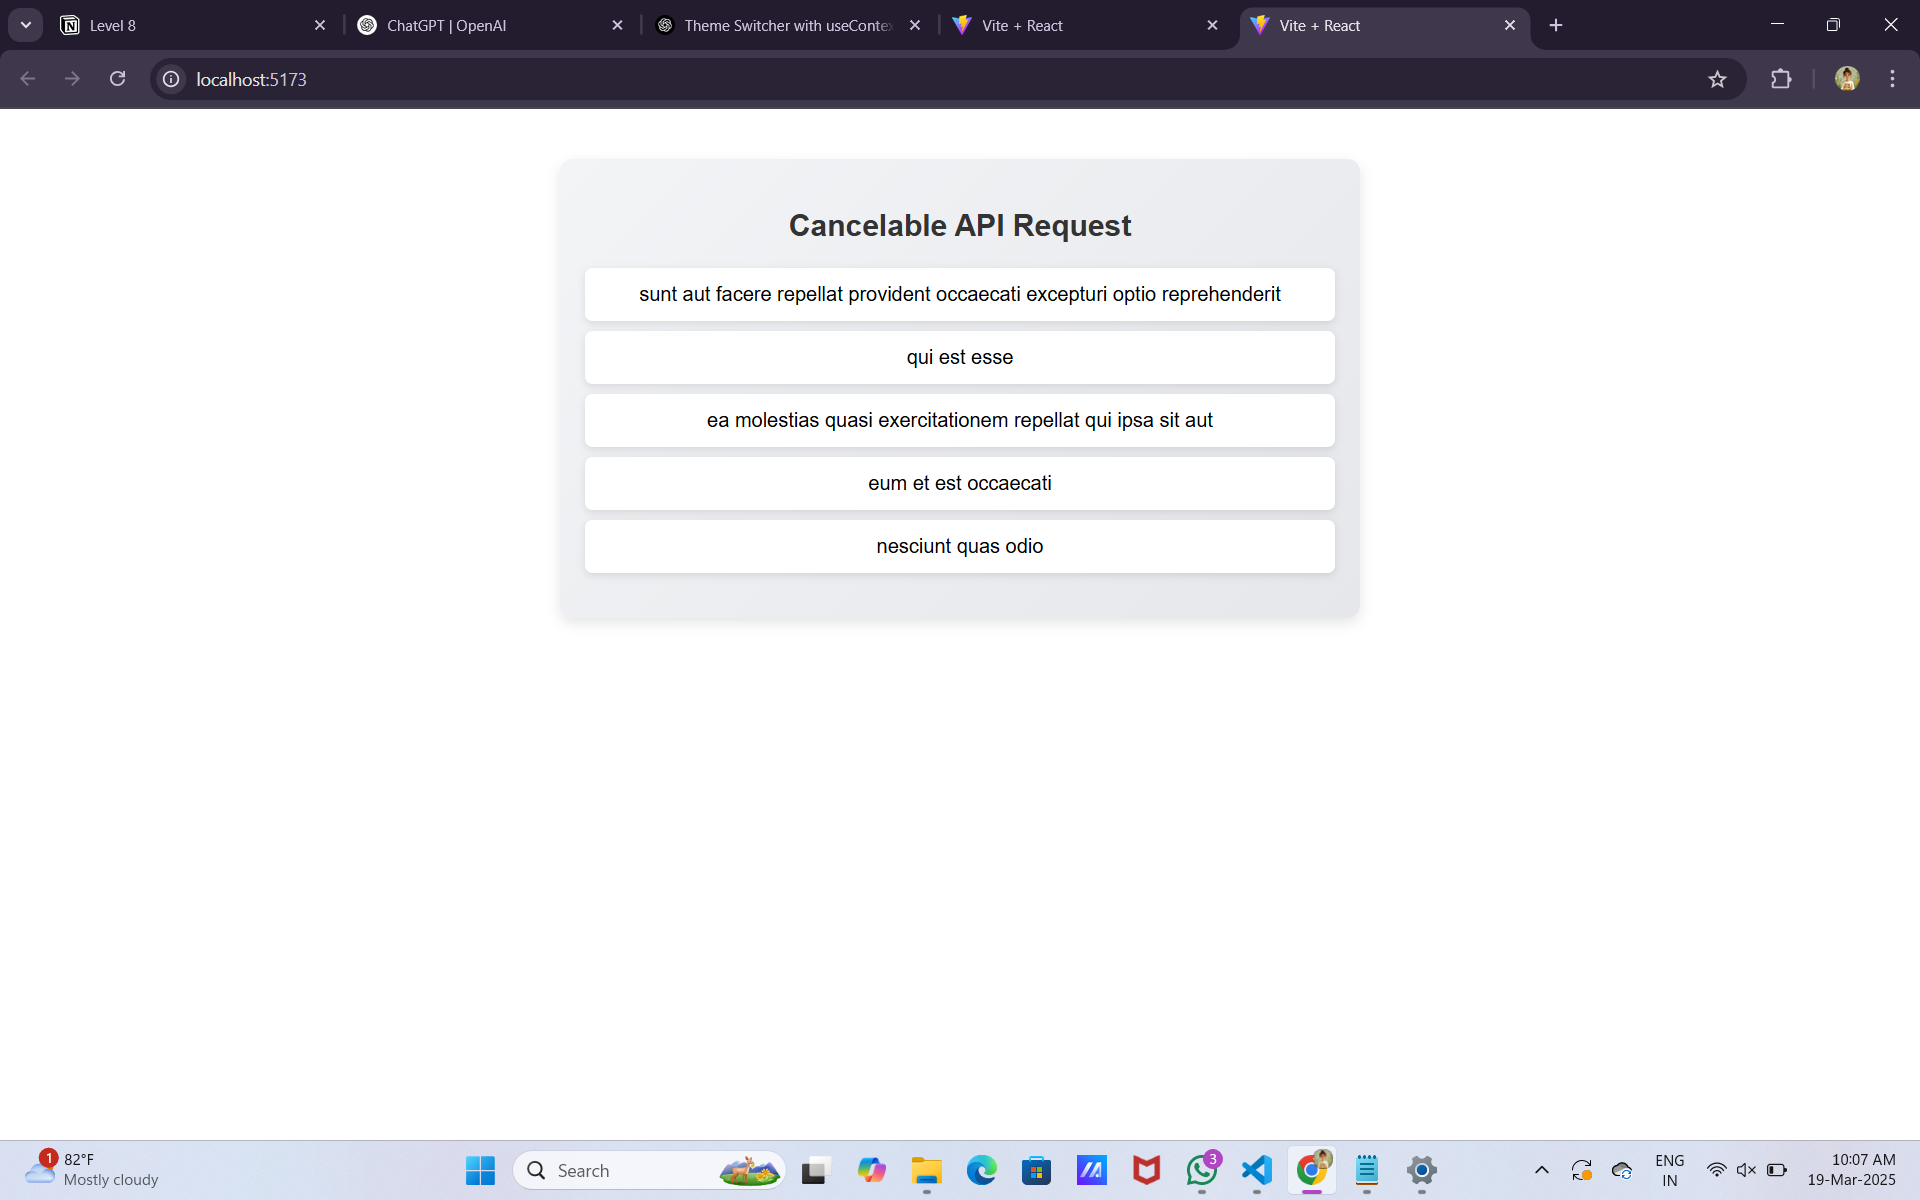 Level 8
ChatGPT | OpenAI
Theme Switcher with useConte
Vite + React
Vite + React
localhost:5173
Cancelable API Request
sunt aut facere repellat provident occaecati excepturi optio reprehenderit
qui est esse
ea molestias quasi exercitationem repellat qui ipsa sit aut
eum et est occaecati
nesciunt quas odio
1
82°F
Mostly cloudy
Search
3
ENG
IN
10:07 AM
19-Mar-2025